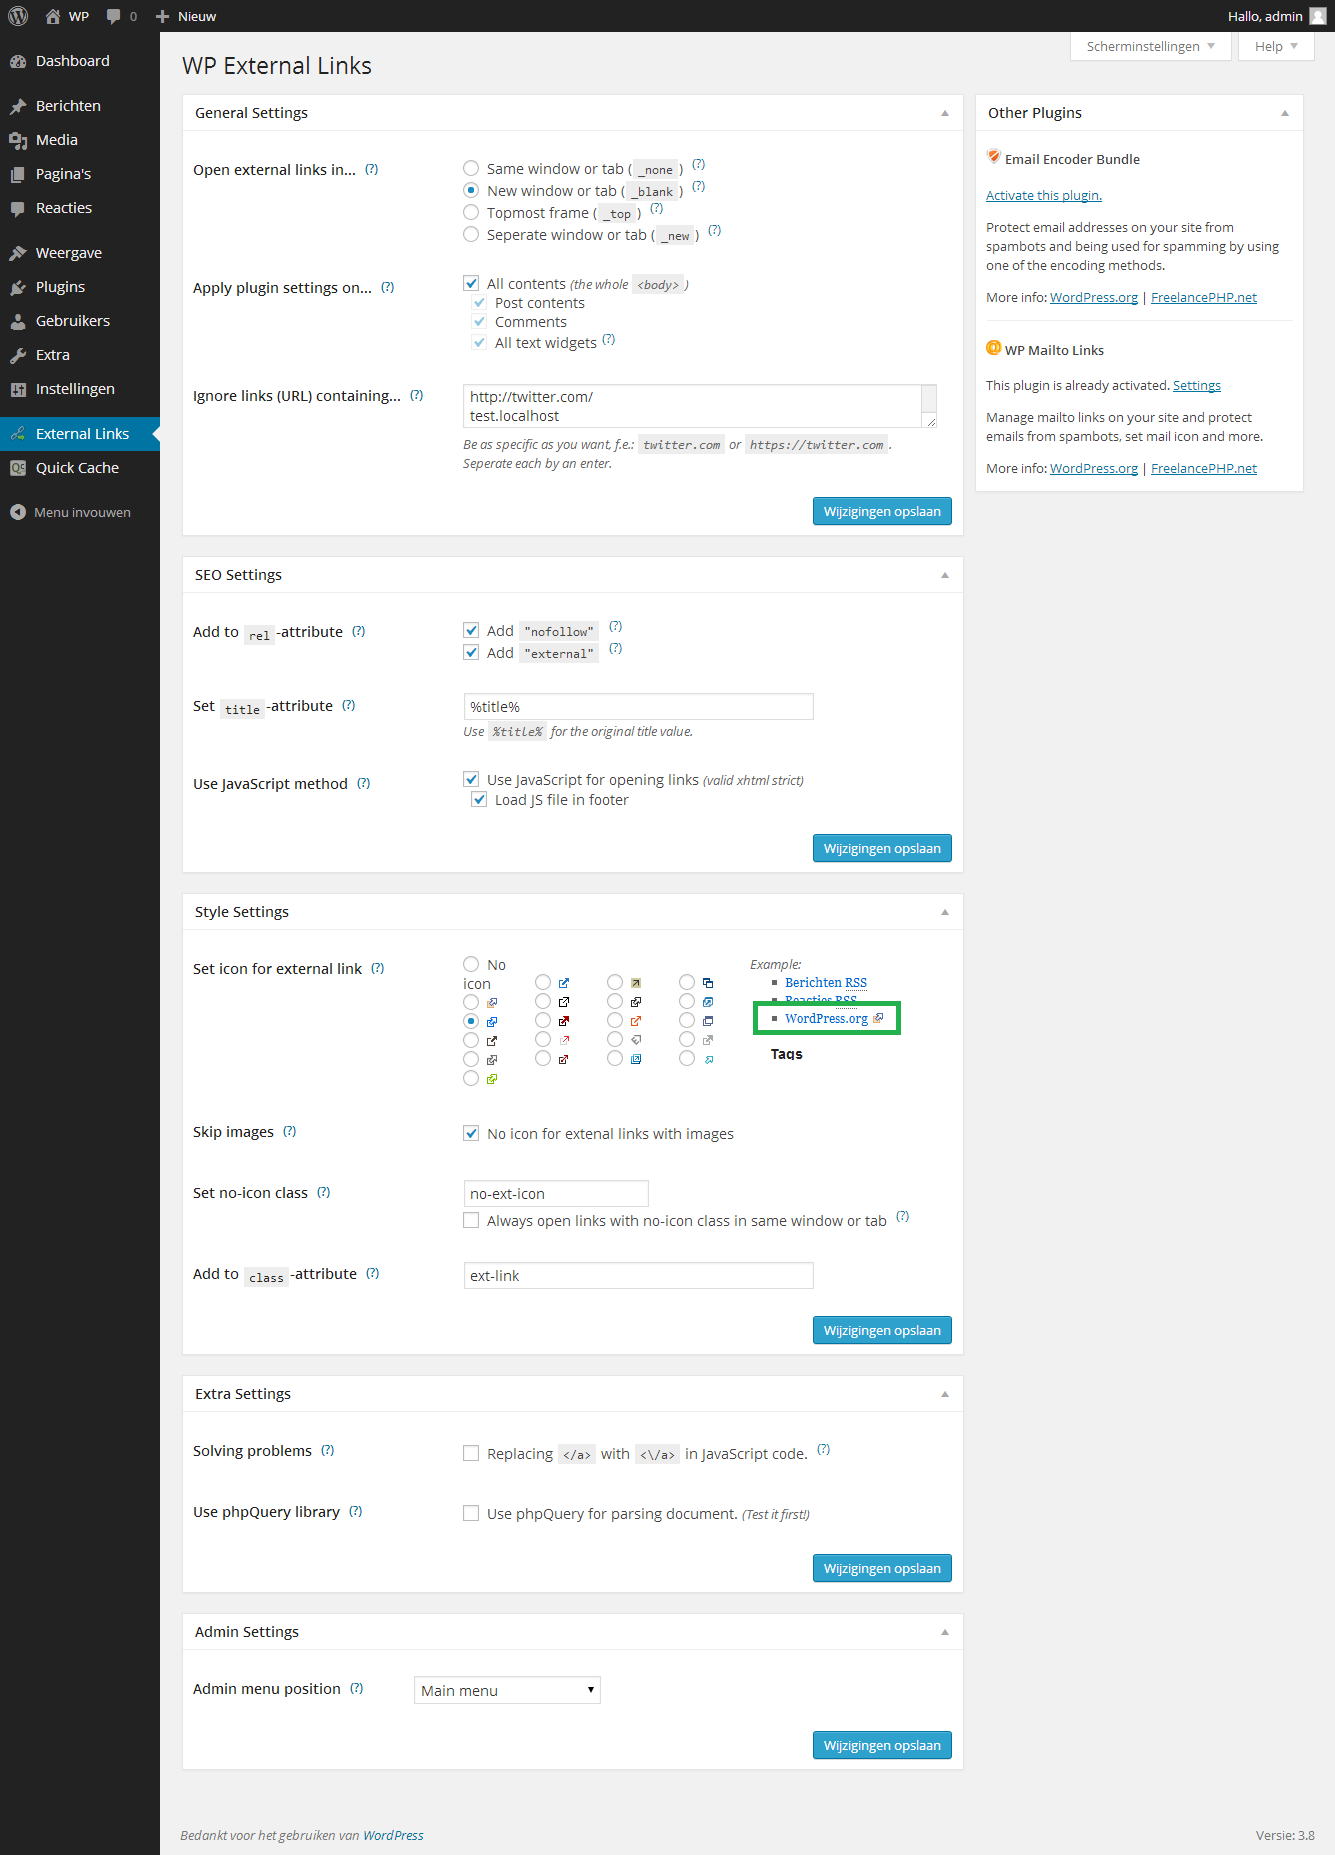 WP 0 Nieuw Hallo, admin
Scherminstellingen Help
Dashboard
Berichten
Media
Pagina's
Reacties
Weergave
Plugins
Gebruikers
Extra
Instellingen
External Links
Quick Cache
Menu invouwen
WP External Links
General Settings
Open external links in... (?)
Same window or tab ( _none ) (?)
New window or tab ( _blank ) (?)
Topmost frame ( _top ) (?)
Seperate window or tab ( _new ) (?)
Apply plugin settings on... (?)
All contents (the whole <body> )
Post contents
Comments
All text widgets (?)
Ignore links (URL) containing... (?)
http://twitter.com/
test.localhost
Be as specific as you want, f.e.: twitter.com or https://twitter.com .
Seperate each by an enter.
Wijzigingen opslaan
SEO Settings
Add to rel -attribute (?)
Add "nofollow" (?)
Add "external" (?)
Set title -attribute (?)
%title%
Use %title% for the original title value.
Use JavaScript method (?)
Use JavaScript for opening links (valid xhtml strict)
Load JS file in footer
Wijzigingen opslaan
Style Settings
Set icon for external link (?)
No
icon
Example:
Berichten RSS
Reacties RSS
WordPress.org
Tags
Skip images (?)
No icon for extenal links with images
Set no-icon class (?)
no-ext-icon
Always open links with no-icon class in same window or tab (?)
Add to class -attribute (?)
ext-link
Wijzigingen opslaan
Extra Settings
Solving problems (?)
Replacing </a> with <\/a> in JavaScript code. (?)
Use phpQuery library (?)
Use phpQuery for parsing document. (Test it first!)
Wijzigingen opslaan
Admin Settings
Admin menu position (?)
Main menu
Wijzigingen opslaan
Other Plugins
Email Encoder Bundle
Activate this plugin.
Protect email addresses on your site from
spambots and being used for spamming by using
one of the encoding methods.
More info: WordPress.org | FreelancePHP.net
WP Mailto Links
This plugin is already activated. Settings
Manage mailto links on your site and protect
emails from spambots, set mail icon and more.
More info: WordPress.org | FreelancePHP.net
Bedankt voor het gebruiken van WordPress
Versie: 3.8